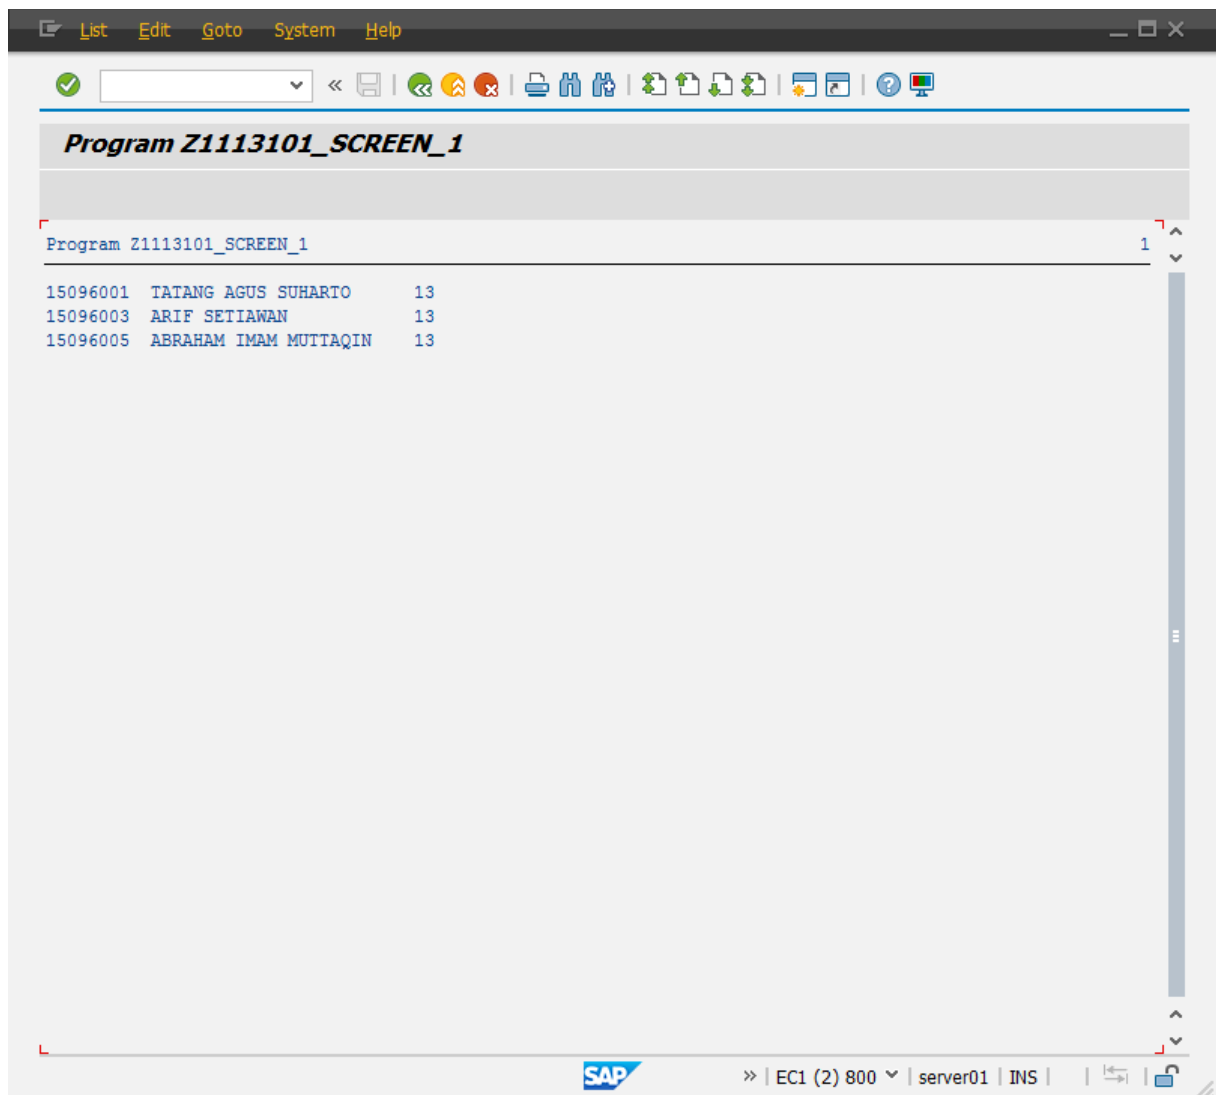 List Edit Goto System Help
Program Z1113101_SCREEN_1
Program Z1113101_SCREEN_1 1
15096001 TATANG AGUS SUHARTO 13
15096003 ARIF SETIAWAN 13
15096005 ABRAHAM IMAM MUTTAQIN 13
SAP » | EC1 (2) 800 | server01 | INS |